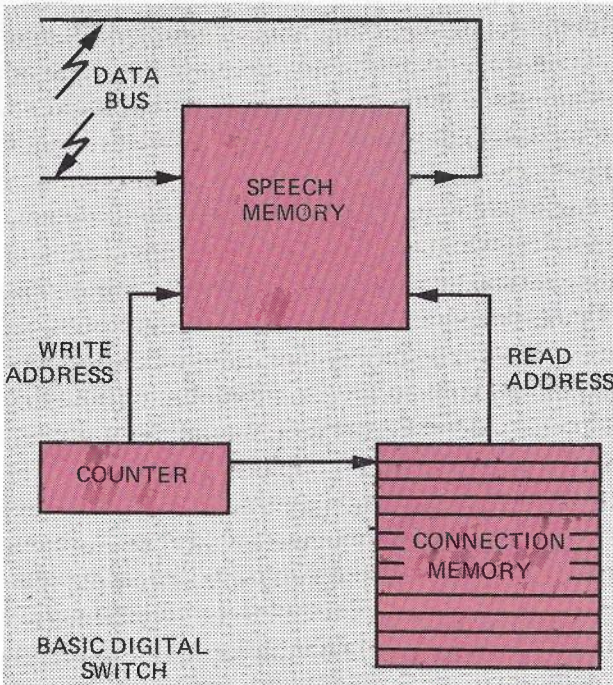 DATA
BUS
SPEECH
MEMORY
WRITE
ADDRESS
READ
ADDRESS
COUNTER
CONNECTION
MEMORY
BASIC DIGITAL
SWITCH